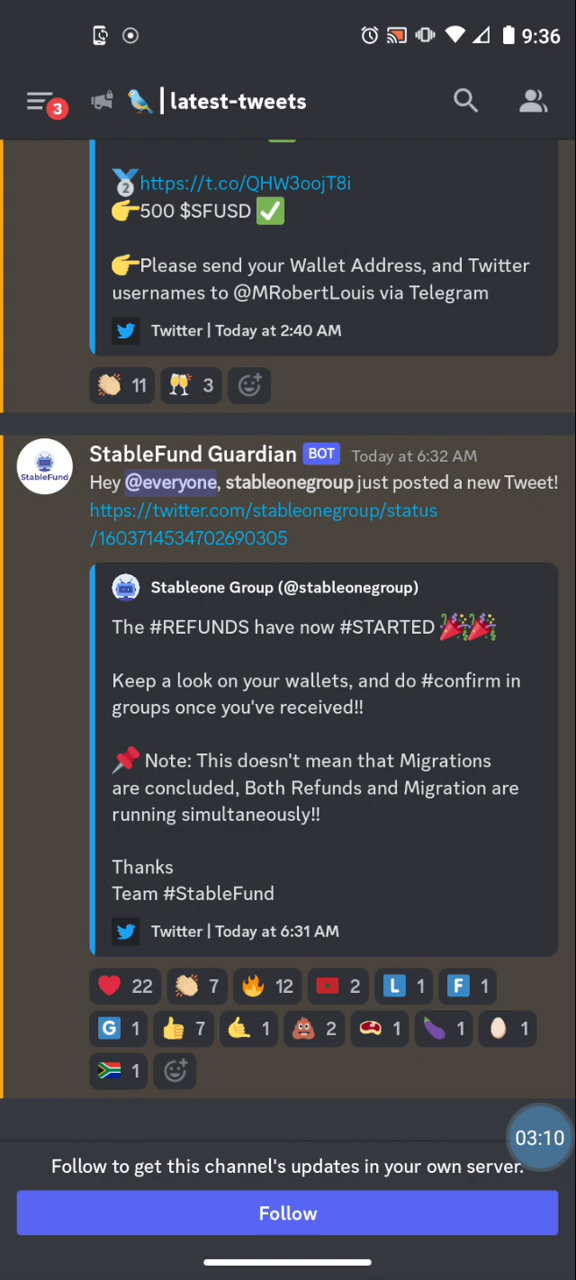 9:36
3
| latest-tweets
https://t.co/QHW3oojT8i
500 $SFUSD
Please send your Wallet Address, and Twitter
usernames to @MRobertLouis via Telegram
Twitter | Today at 2:40 AM
11 3
StableFund Guardian BOT Today at 6:32 AM
StableFund
Hey @everyone, stableonegroup just posted a new Tweet!
https://twitter.com/stableonegroup/status
/1603714534702690305
Stableone Group (@stableonegroup)
The #REFUNDS have now #STARTED
Keep a look on your wallets, and do #confirm in
groups once you've received!!
Note: This doesn't mean that Migrations
are concluded, Both Refunds and Migration are
running simultaneously!!
Thanks
Team #StableFund
Twitter | Today at 6:31 AM
22 7 12 2 L 1 F 1
G 1 7 1 2 1 1 1
1
03:10
Follow to get this channel's updates in your own server.
Follow